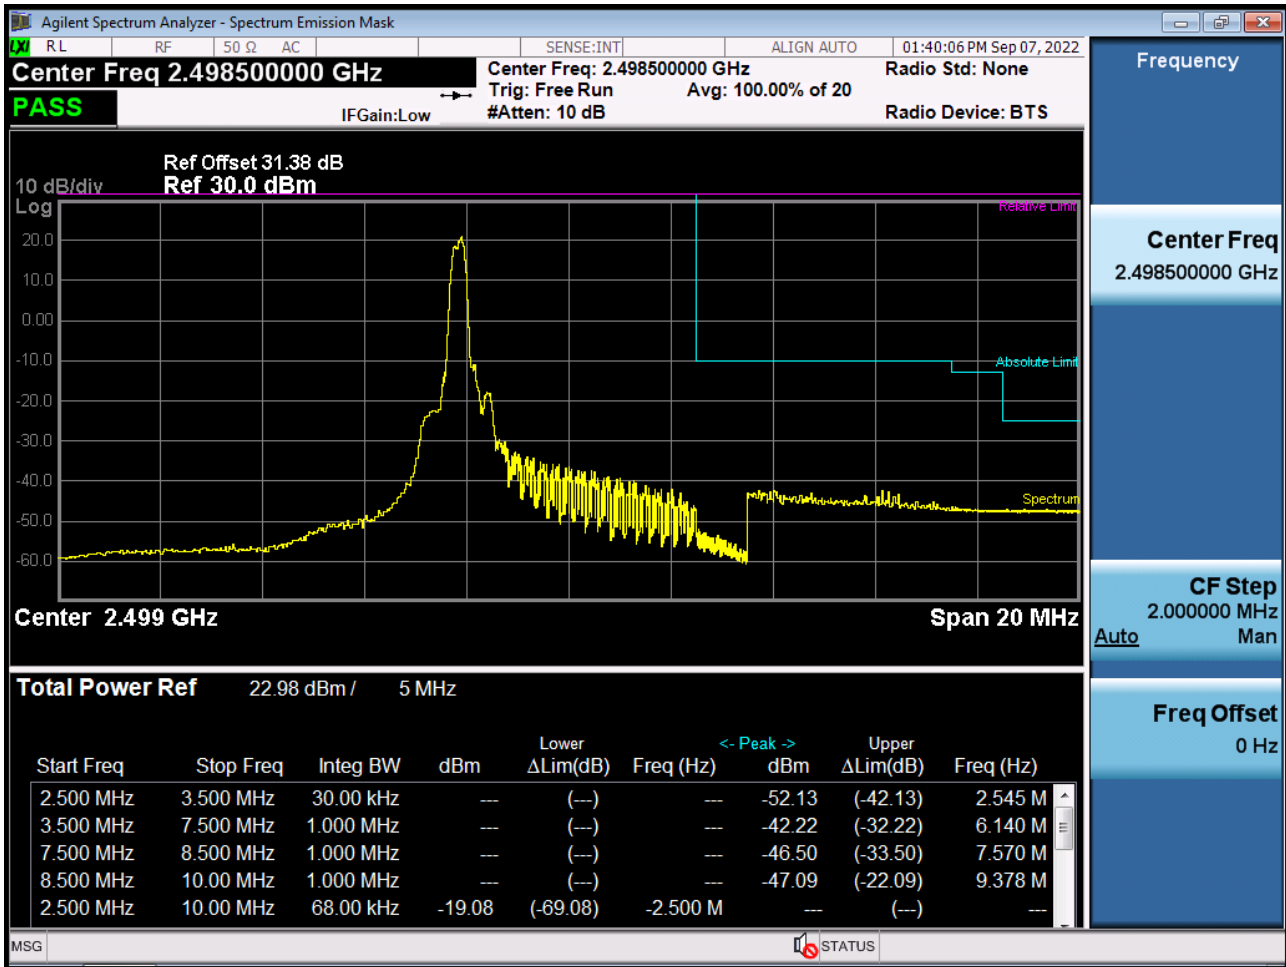 Agilent Spectrum Analyzer - Spectrum Emission Mask
LXI RL RF 50 Ω AC SENSE:INT ALIGN AUTO 01:40:06 PM Sep 07, 2022
Center Freq 2.498500000 GHz
PASS
IFGain:Low
Center Freq: 2.498500000 GHz
Trig: Free Run Avg: 100.00% of 20
#Atten: 10 dB
Radio Std: None
Radio Device: BTS
Ref Offset 31.38 dB
10 dB/div Ref 30.0 dBm
Log
Relative Limit
20.0
10.0
0.00
-10.0
Absolute Limit
-20.0
-30.0
-40.0
Spectrum
-50.0
-60.0
Center 2.499 GHz Span 20 MHz
Total Power Ref 22.98 dBm / 5 MHz
Lower <- Peak -> Upper
Start Freq Stop Freq Integ BW dBm ΔLim(dB) Freq (Hz) dBm ΔLim(dB) Freq (Hz)
2.500 MHz 3.500 MHz 30.00 kHz --- (---) --- -52.13 (-42.13) 2.545 M
3.500 MHz 7.500 MHz 1.000 MHz --- (---) --- -42.22 (-32.22) 6.140 M
7.500 MHz 8.500 MHz 1.000 MHz --- (---) --- -46.50 (-33.50) 7.570 M
8.500 MHz 10.00 MHz 1.000 MHz --- (---) --- -47.09 (-22.09) 9.378 M
2.500 MHz 10.00 MHz 68.00 kHz -19.08 (-69.08) -2.500 M --- (---) ---
MSG STATUS
Frequency
Center Freq
2.498500000 GHz
CF Step
2.000000 MHz
Auto Man
Freq Offset
0 Hz